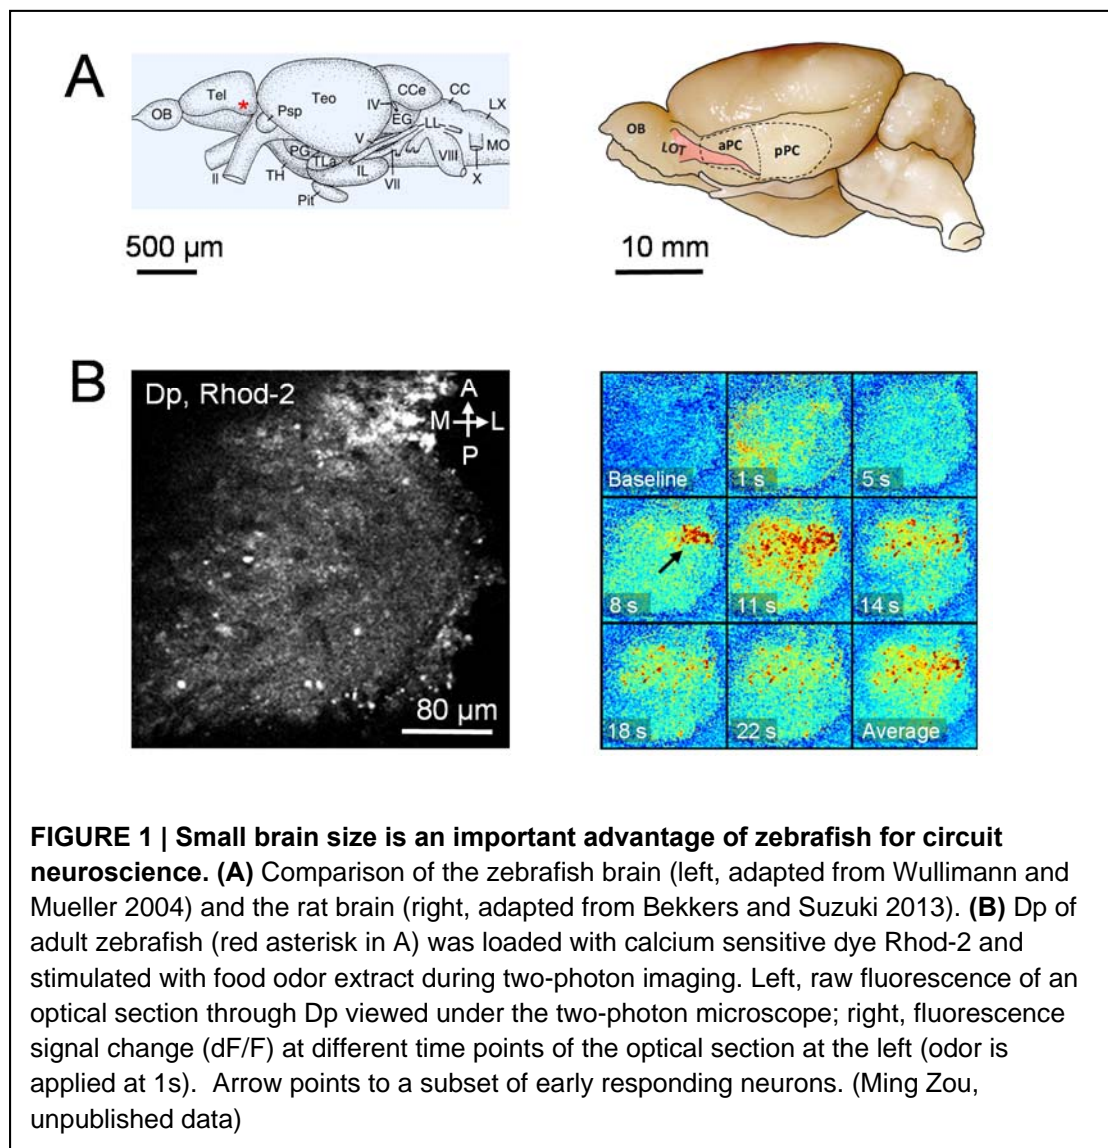 A
OB
Tel
*
Psp
Teo
IV
CCe
EG
CC
LX
LL
V
PG
TLa
IL
TH
II
Pit
VII
VIII
X
MO
500 µm
OB
LOT
aPC
pPC
10 mm
B
Dp, Rhod-2
A
M
L
P
80 µm
Baseline
1 s
5 s
8 s
11 s
14 s
18 s
22 s
Average
FIGURE 1 | Small brain size is an important advantage of zebrafish for circuit
neuroscience. (A) Comparison of the zebrafish brain (left, adapted from Wullimann and
Mueller 2004) and the rat brain (right, adapted from Bekkers and Suzuki 2013). (B) Dp of
adult zebrafish (red asterisk in A) was loaded with calcium sensitive dye Rhod-2 and
stimulated with food odor extract during two-photon imaging. Left, raw fluorescence of an
optical section through Dp viewed under the two-photon microscope; right, fluorescence
signal change (dF/F) at different time points of the optical section at the left (odor is
applied at 1s). Arrow points to a subset of early responding neurons. (Ming Zou,
unpublished data)